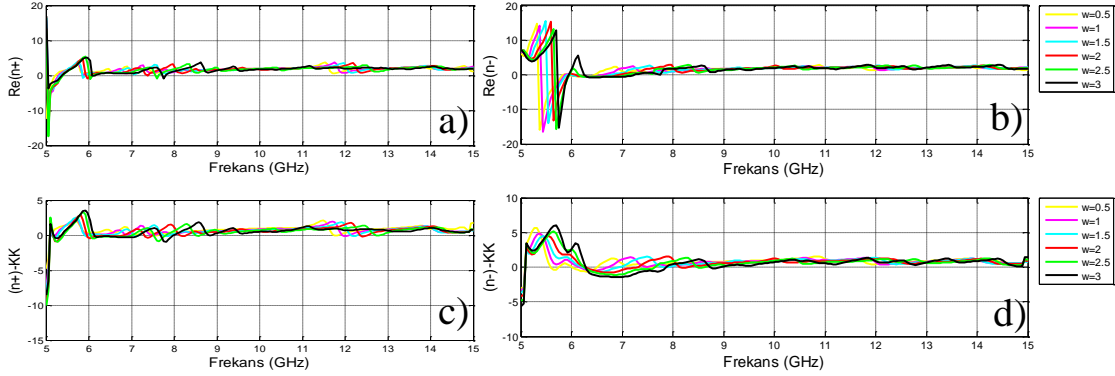 20
10
0
-10
-20
Re(n+)
a)
5 6 7 8 9 10 11 12 13 14 15
Frekans (GHz)
20
10
0
-10
-20
Re(n-)
b)
5 6 7 8 9 10 11 12 13 14 15
Frekans (GHz)
w=0.5
w=1
w=1.5
w=2
w=2.5
w=3
5
0
-5
-10
-15
(n+)-KK
c)
5 6 7 8 9 10 11 12 13 14 15
Frekans (GHz)
10
5
0
-5
-10
(n-)-KK
d)
5 6 7 8 9 10 11 12 13 14 15
Frekans (GHz)
w=0.5
w=1
w=1.5
w=2
w=2.5
w=3